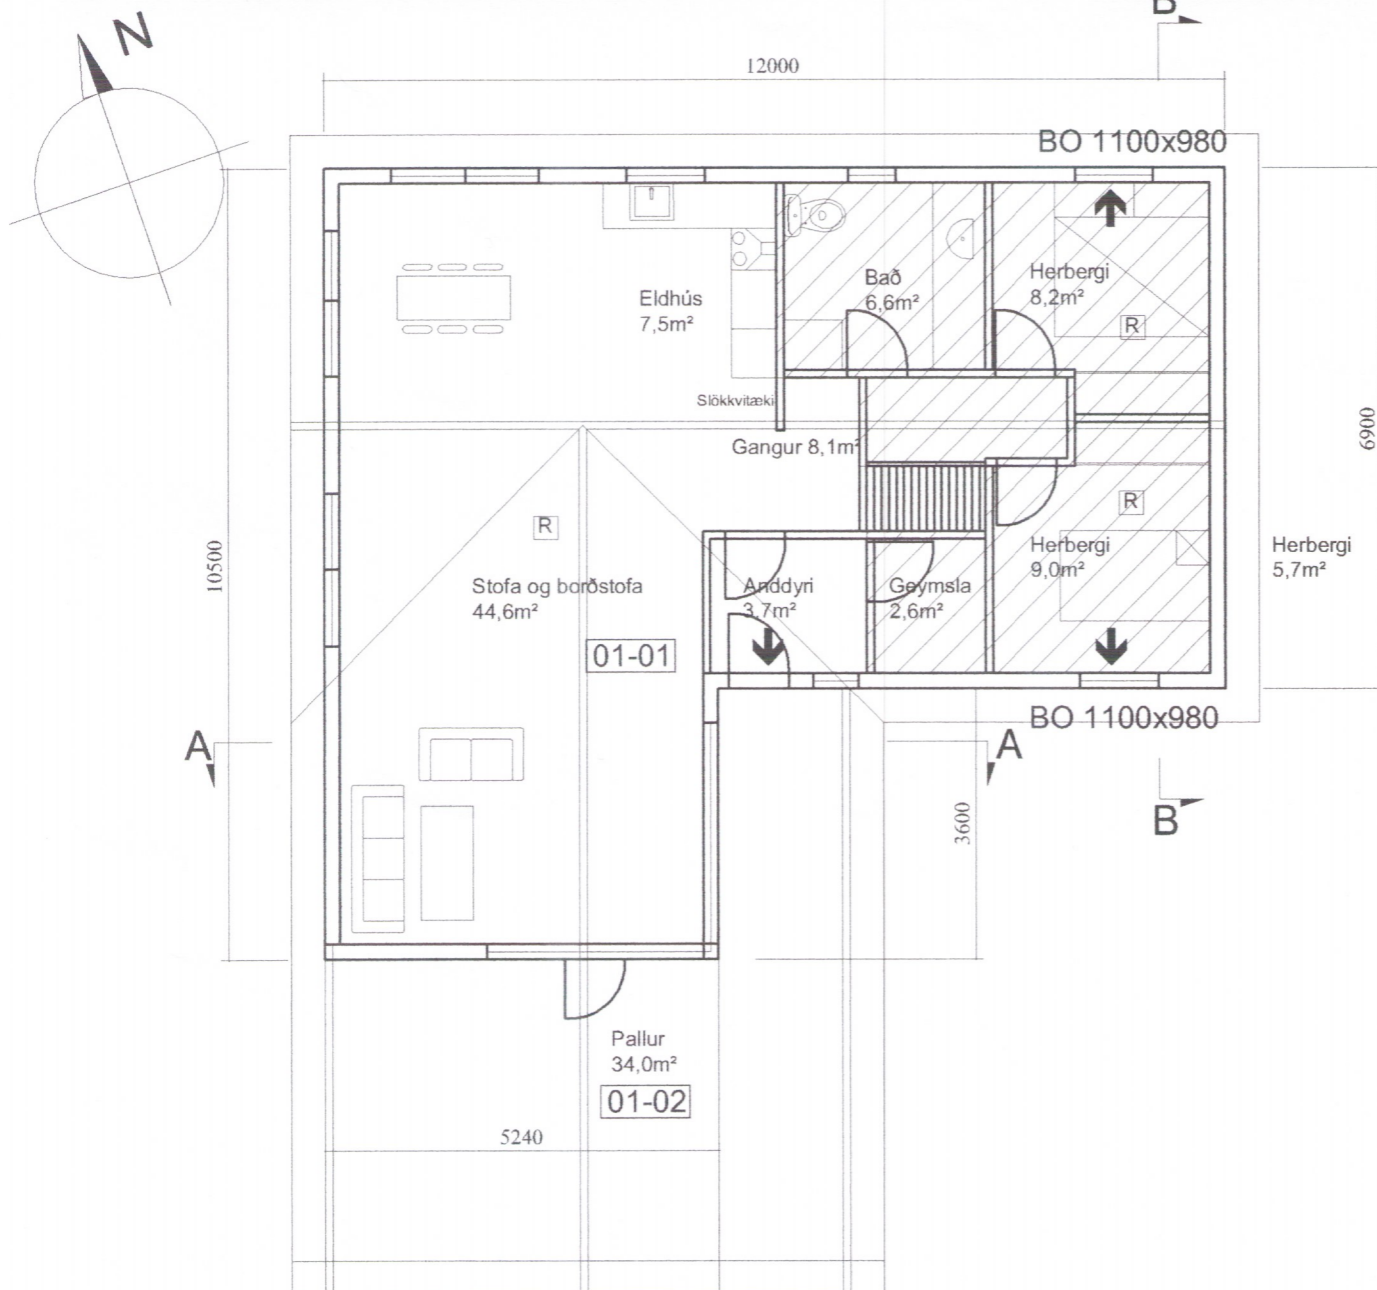 N
B
12000
BO 1100x980
Bað
6,6m²
Herbergi
8,2m²
R
Eldhús
7,5m²
Slökkvitæki
Gangur 8,1m²
6900
R
R
10500
Herbergi
9,0m²
Herbergi
5,7m²
Stofa og borðstofa
44,6m²
Anddyri
3,7m²
Geymsla
2,6m²
01-01
BO 1100x980
A
A
3600
B
Pallur
34,0m²
01-02
5240